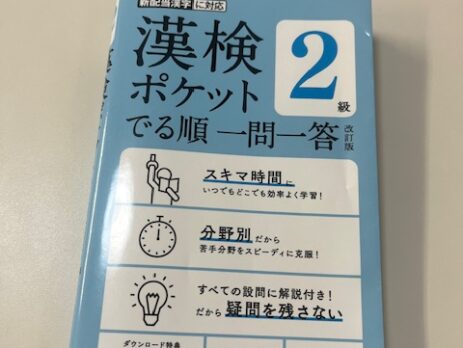 新配当漢字に対応
漢検
ポケット
2級
でる順 一問一答 改訂版
スキマ時間に
いつでもどこでも効率よく学習！
分野別だから
苦手分野をスピーディに克服！
すべての設問に解説付き！
だから疑問を残さない
ダウンロード特典